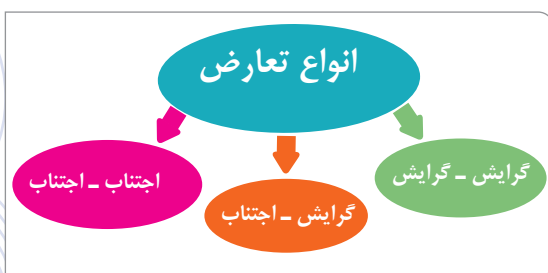 انواع تعارض
گرایش ـ گرایش
گرایش ـ اجتناب
اجتناب ـ اجتناب